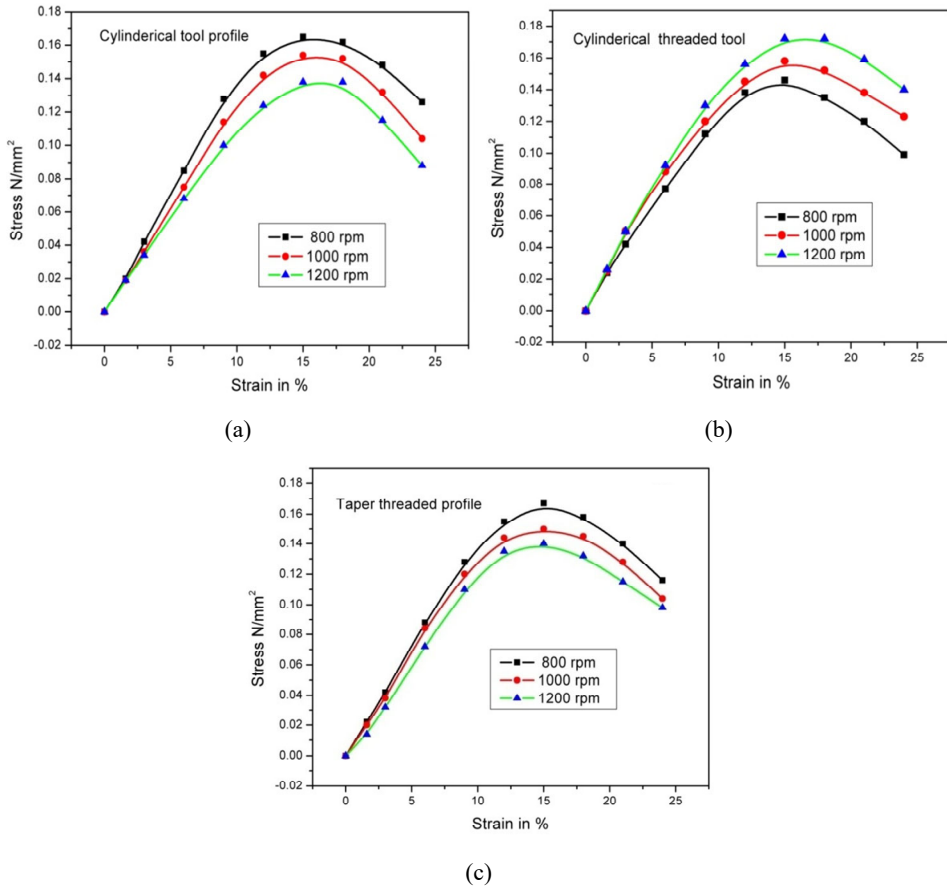 Cylinderical tool profile
0.18
0.16
0.14
0.12
0.10
0.08
0.06
0.04
0.02
0.00
-0.02
Stress N/mm²
800 rpm
1000 rpm
1200 rpm
0 5 10 15 20 25
Strain in %
(a)
Cylinderical threaded tool
0.18
0.16
0.14
0.12
0.10
0.08
0.06
0.04
0.02
0.00
-0.02
Stress N/mm²
800 rpm
1000 rpm
1200 rpm
0 5 10 15 20 25
Strain in %
(b)
Taper threaded profile
0.18
0.16
0.14
0.12
0.10
0.08
0.06
0.04
0.02
0.00
-0.02
Stress N/mm²
800 rpm
1000 rpm
1200 rpm
0 5 10 15 20 25
Strain in %
(c)